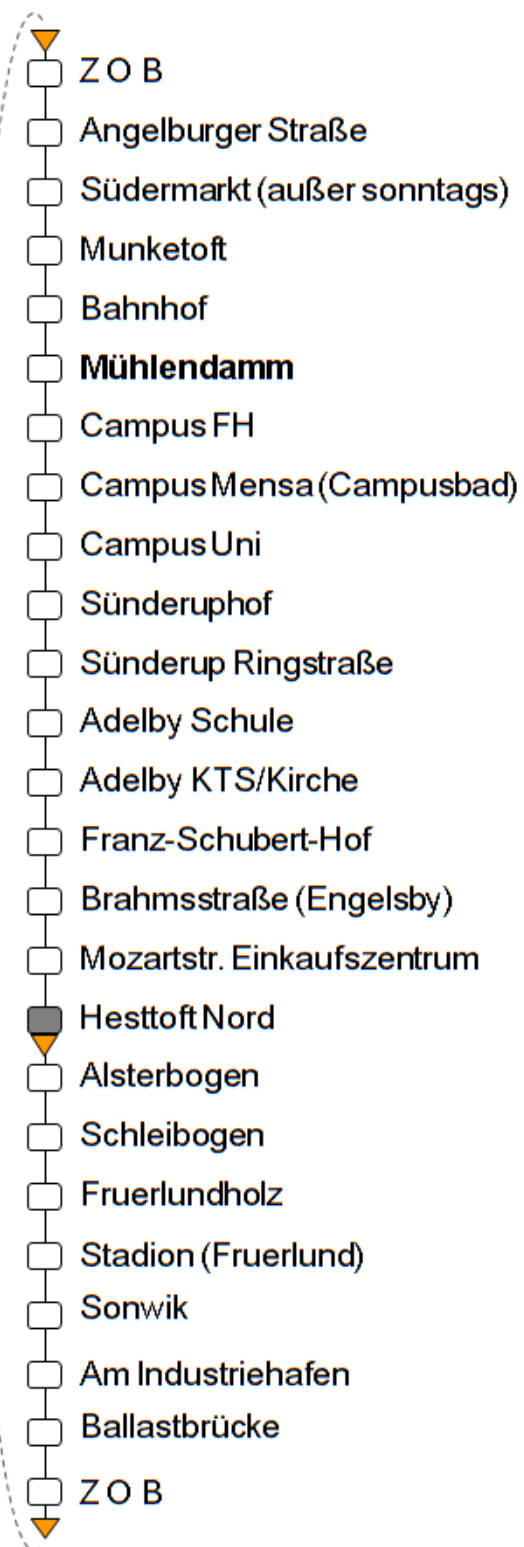 Z O B
Angelburger Straße
Südermarkt (außer sonntags)
Munketoft
Bahnhof
Mühlendamm
Campus FH
Campus Mensa (Campusbad)
Campus Uni
Sünderuphof
Sünderup Ringstraße
Adelby Schule
Adelby KTS/Kirche
Franz-Schubert-Hof
Brahmsstraße (Engelsby)
Mozartstr. Einkaufszentrum
Hesttoft Nord
Alsterbogen
Schleibogen
Fruerlundholz
Stadion (Fruerlund)
Sonwik
Am Industriehafen
Ballastbrücke
Z O B